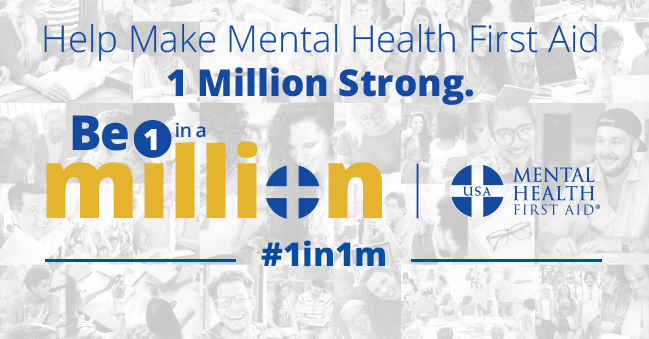 Help Make Mental Health First Aid
1 Million Strong.
Be 1 in a
million
USA
MENTAL
HEALTH
FIRST AID®
#1in1m